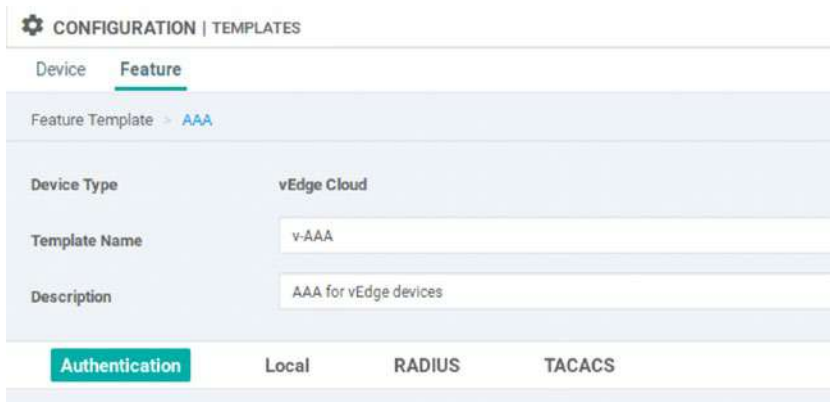 CONFIGURATION | TEMPLATES
Device Feature
Feature Template > AAA
Device Type vEdge Cloud
Template Name v-AAA
Description AAA for vEdge devices
Authentication Local RADIUS TACACS